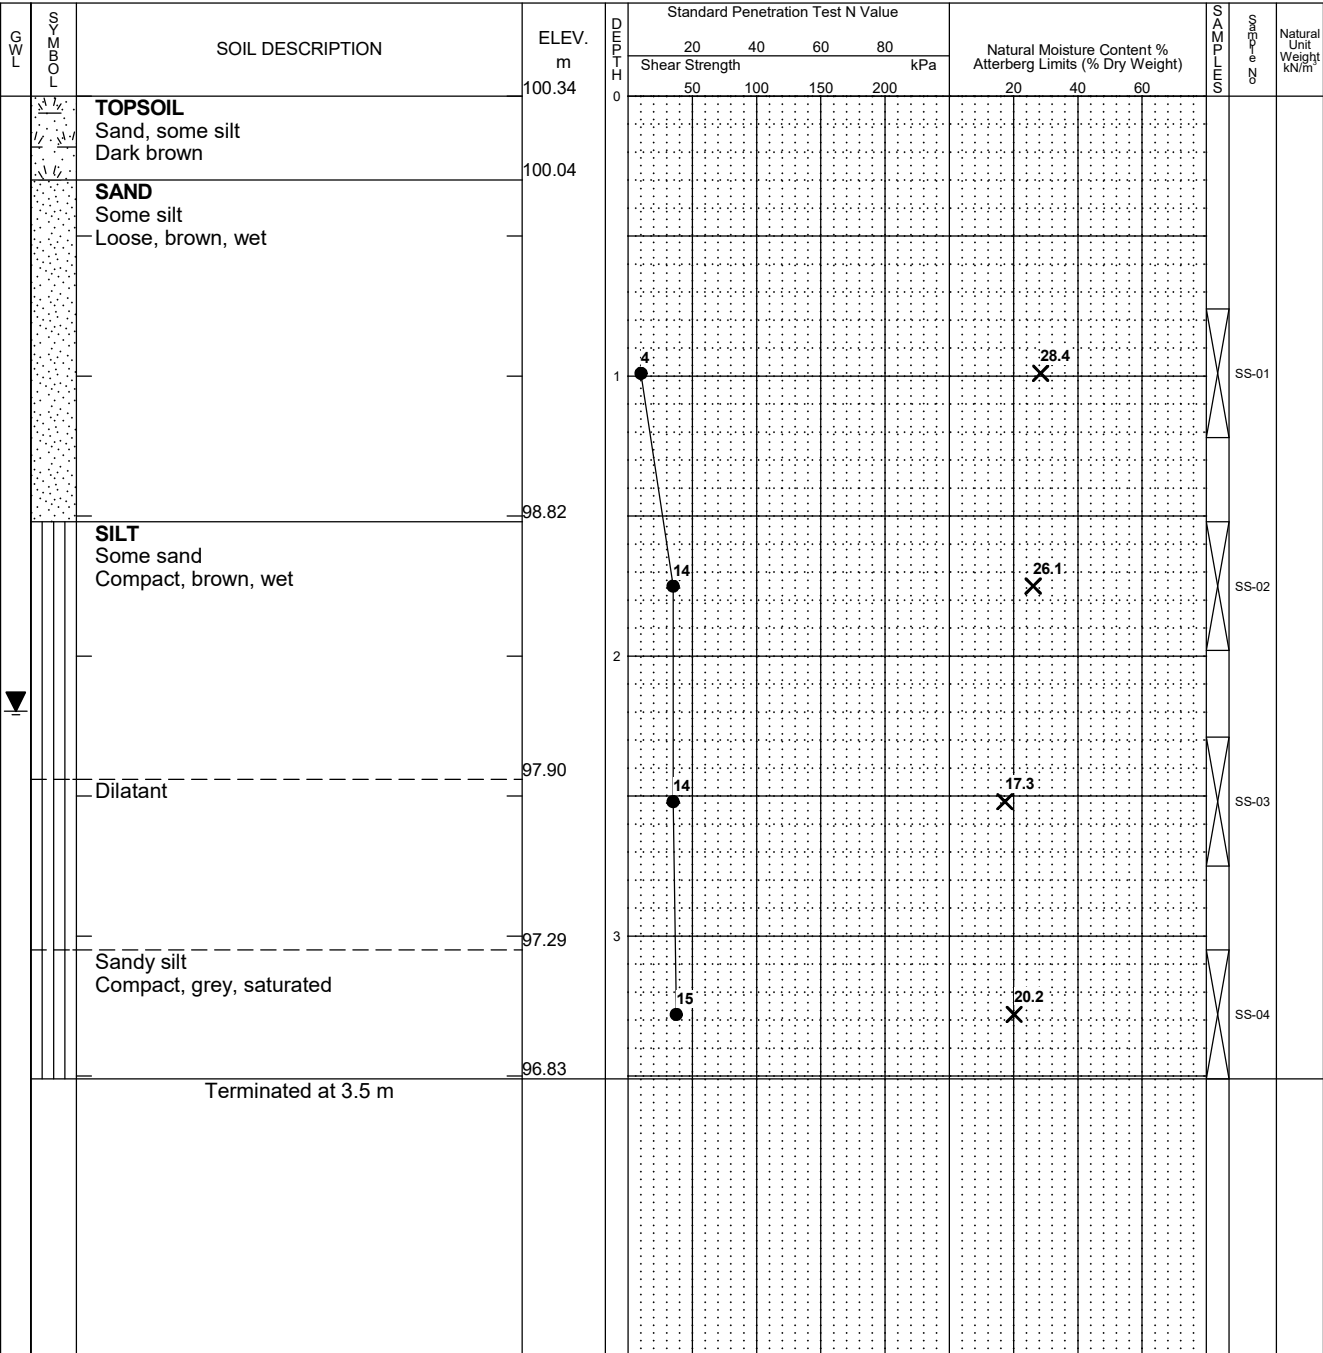 GWL
SYMBOL
SOIL DESCRIPTION
ELEV.
m
100.34
DEPTH
0
Standard Penetration Test N Value
20 40 60 80
Shear Strength kPa
50 100 150 200
Natural Moisture Content %
Atterberg Limits (% Dry Weight)
20 40 60
SAMPLES
Sample No
Natural
Unit
Weight
kN/m³
TOPSOIL
Sand, some silt
Dark brown
100.04
SAND
Some silt
Loose, brown, wet
4
28.4
1
SS-01
98.82
SILT
Some sand
Compact, brown, wet
14
26.1
SS-02
2
97.90
Dilatant
14
17.3
SS-03
3
97.29
Sandy silt
Compact, grey, saturated
15
20.2
SS-04
96.83
Terminated at 3.5 m